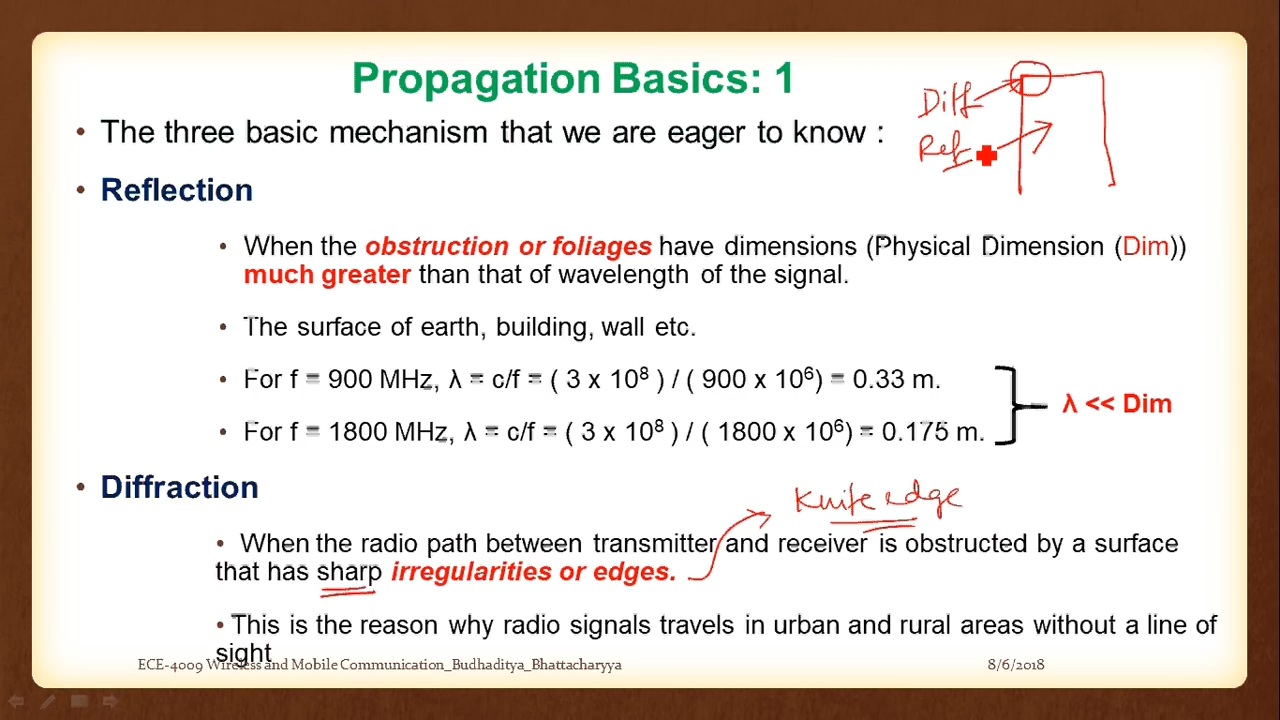 Propagation Basics: 1
Diff
• The three basic mechanism that we are eager to know :
Ref
• Reflection
• When the obstruction or foliages have dimensions (Physical Dimension (Dim))
much greater than that of wavelength of the signal.
• The surface of earth, building, wall etc.
• For f = 900 MHz, λ = c/f = ( 3 x 10⁸ ) / ( 900 x 10⁶) = 0.33 m.
λ << Dim
• For f = 1800 MHz, λ = c/f = ( 3 x 10⁸ ) / ( 1800 x 10⁶) = 0.175 m.
• Diffraction
Knife edge
• When the radio path between transmitter and receiver is obstructed by a surface
that has sharp irregularities or edges.
• This is the reason why radio signals travels in urban and rural areas without a line of
sight
ECE-4009 Wireless and Mobile Communication_Budhaditya_Bhattacharyya
8/6/2018